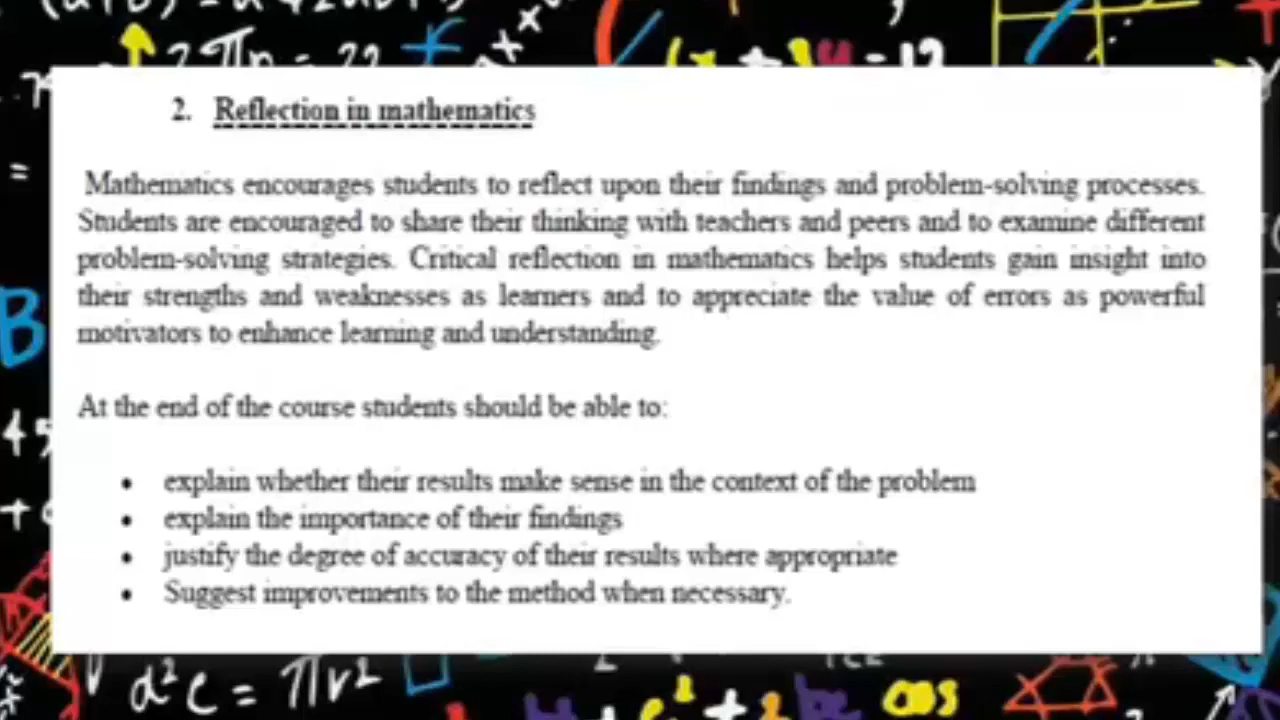 2. Reflection in mathematics
Mathematics encourages students to reflect upon their findings and problem-solving processes.
Students are encouraged to share their thinking with teachers and peers and to examine different
problem-solving strategies. Critical reflection in mathematics helps students gain insight into
their strengths and weaknesses as learners and to appreciate the value of errors as powerful
motivators to enhance learning and understanding.
At the end of the course students should be able to:
• explain whether their results make sense in the context of the problem
• explain the importance of their findings
• justify the degree of accuracy of their results where appropriate
• Suggest improvements to the method when necessary.
d²c = πr²
cos